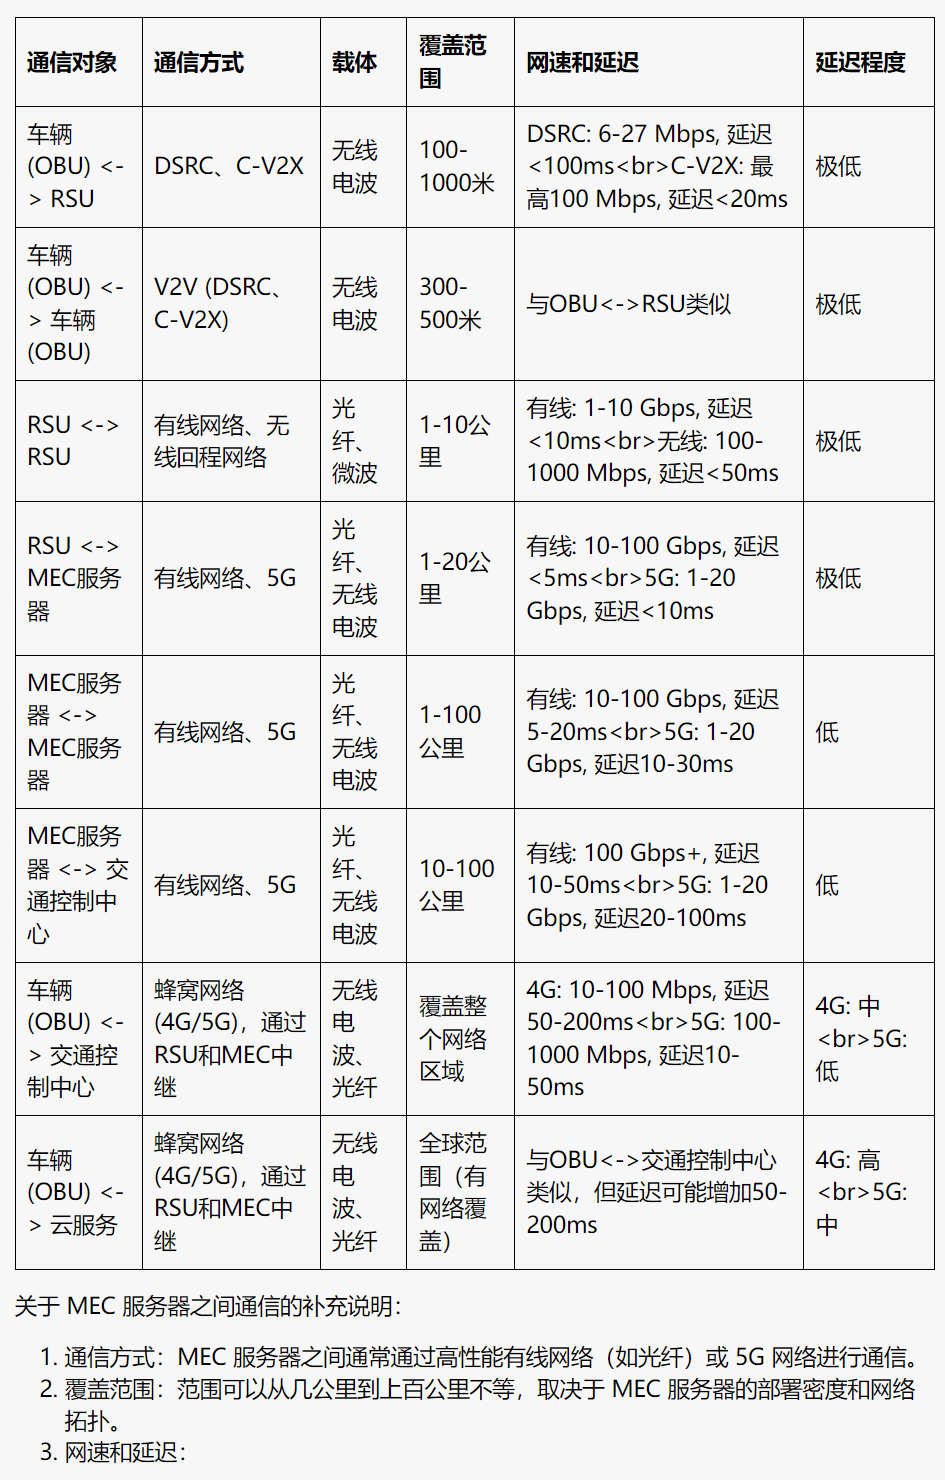 通信对象
通信方式
载体
覆盖范
围
网速和延迟
延迟程度
车辆
(OBU) <-
> RSU
DSRC、C-V2X
无线
电波
100-
1000米
DSRC: 6-27 Mbps, 延迟
<100ms<br>C-V2X: 最
高100 Mbps, 延迟<20ms
极低
车辆
(OBU) <-
> 车辆
(OBU)
V2V (DSRC、
C-V2X)
无线
电波
300-
500米
与OBU<->RSU类似
极低
RSU <->
RSU
有线网络、无
线回程网络
光
纤、
微波
1-10公
里
有线: 1-10 Gbps, 延迟
<10ms<br>无线: 100-
1000 Mbps, 延迟<50ms
极低
RSU <->
MEC服务
器
有线网络、5G
光
纤、
无线
电波
1-20公
里
有线: 10-100 Gbps, 延迟
<5ms<br>5G: 1-20
Gbps, 延迟<10ms
极低
MEC服务
器 <->
MEC服务
器
有线网络、5G
光
纤、
无线
电波
1-100
公里
有线: 10-100 Gbps, 延迟
5-20ms<br>5G: 1-20
Gbps, 延迟10-30ms
低
MEC服务
器 <-> 交
通控制中
心
有线网络、5G
光
纤、
无线
电波
10-100
公里
有线: 100 Gbps+, 延迟
10-50ms<br>5G: 1-20
Gbps, 延迟20-100ms
低
车辆
(OBU) <-
> 交通控
制中心
蜂窝网络
(4G/5G)，通过
RSU和MEC中
继
无线
电
波、
光纤
覆盖整
个网络
区域
4G: 10-100 Mbps, 延迟
50-200ms<br>5G: 100-
1000 Mbps, 延迟10-
50ms
4G: 中
<br>5G:
低
车辆
(OBU) <-
> 云服务
蜂窝网络
(4G/5G)，通过
RSU和MEC中
继
无线
电
波、
光纤
全球范
围（有
网络覆
盖）
与OBU<->交通控制中心
类似，但延迟可能增加50-
200ms
4G: 高
<br>5G:
中
关于 MEC 服务器之间通信的补充说明：
1. 通信方式：MEC 服务器之间通常通过高性能有线网络（如光纤）或 5G 网络进行通信。
2. 覆盖范围：范围可以从几公里到上百公里不等，取决于 MEC 服务器的部署密度和网络
拓扑。
3. 网速和延迟：